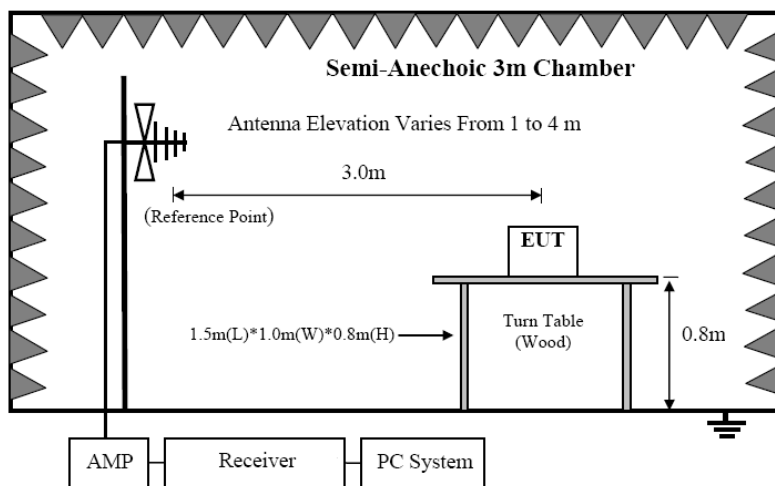 Semi-Anechoic 3m Chamber
Antenna Elevation Varies From 1 to 4 m
3.0m
(Reference Point)
EUT
1.5m(L)*1.0m(W)*0.8m(H)
Turn Table
(Wood)
0.8m
AMP
Receiver
PC System